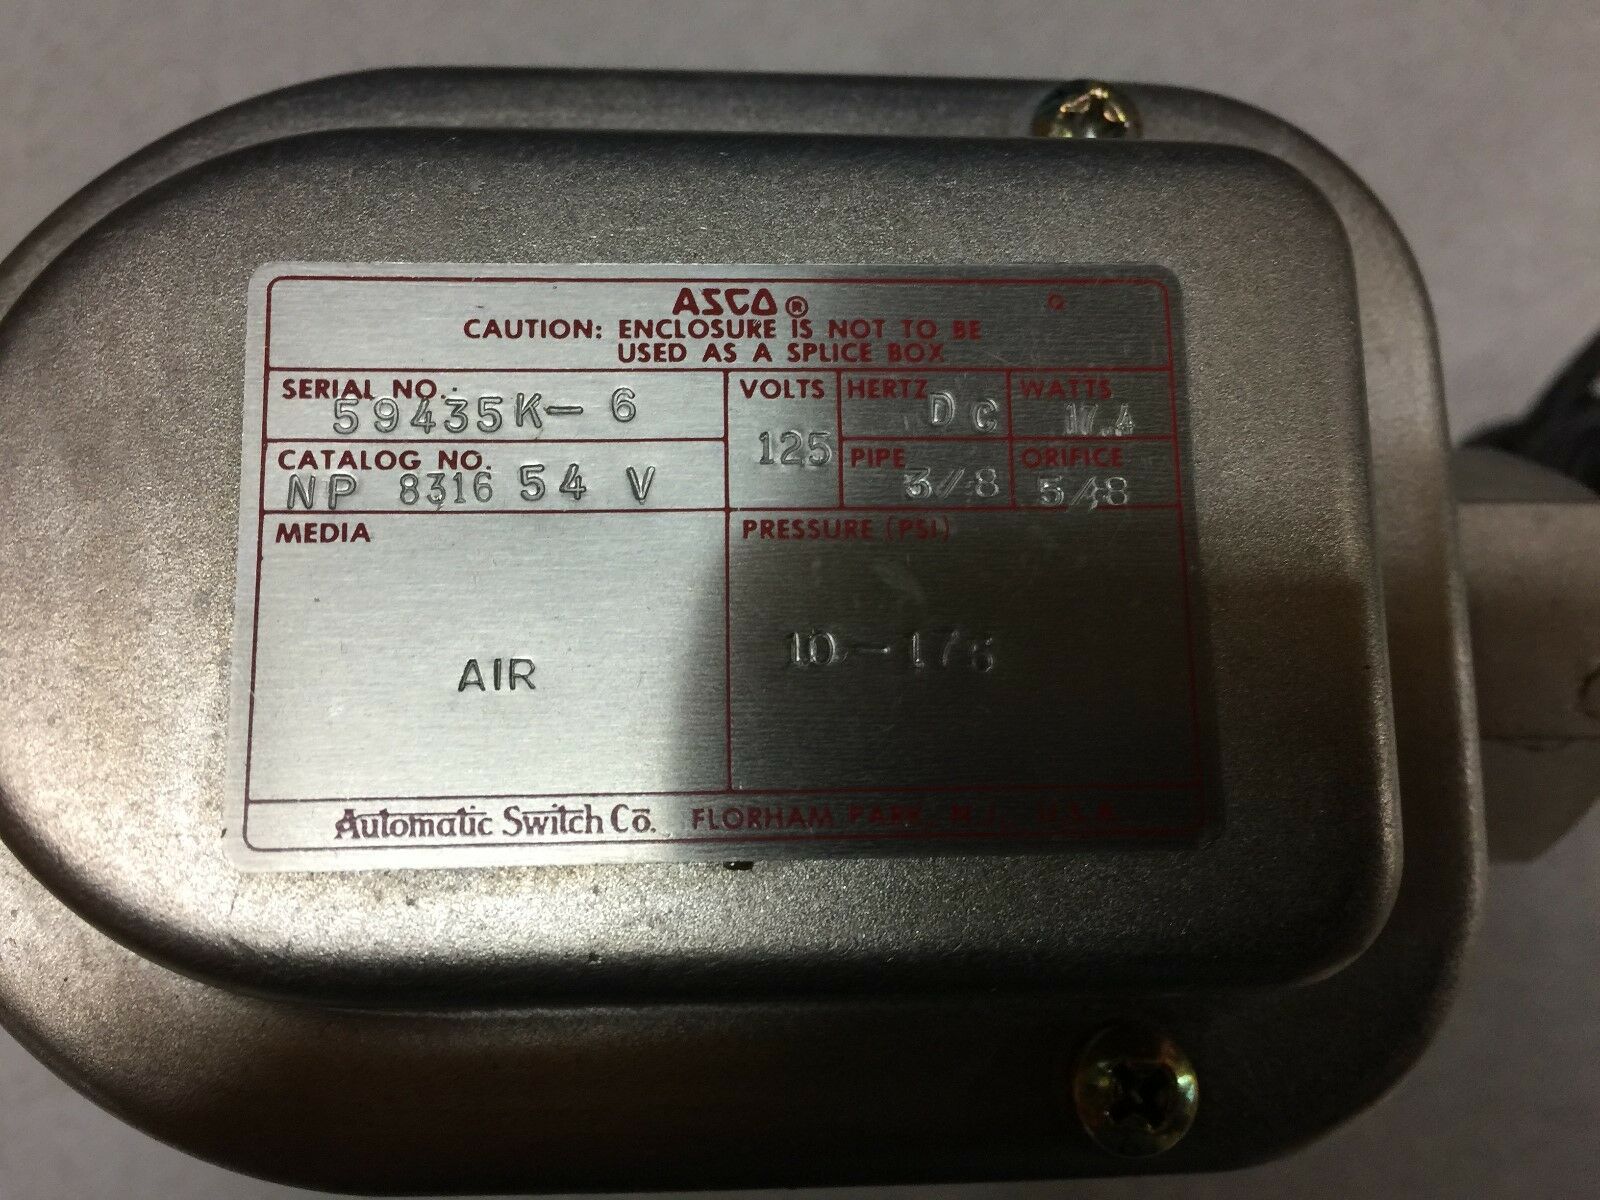 ASCO®
CAUTION: ENCLOSURE IS NOT TO BE
USED AS A SPLICE BOX
SERIAL NO.
59435K-6
VOLTS
125
HERTZ
DC
WATTS
17.4
CATALOG NO.
NP 8316 54 V
PIPE
3/8
ORIFICE
5/8
MEDIA
AIR
PRESSURE (PSI)
10-175
Automatic Switch Co. FLORHAM PARK, N.J., U.S.A.